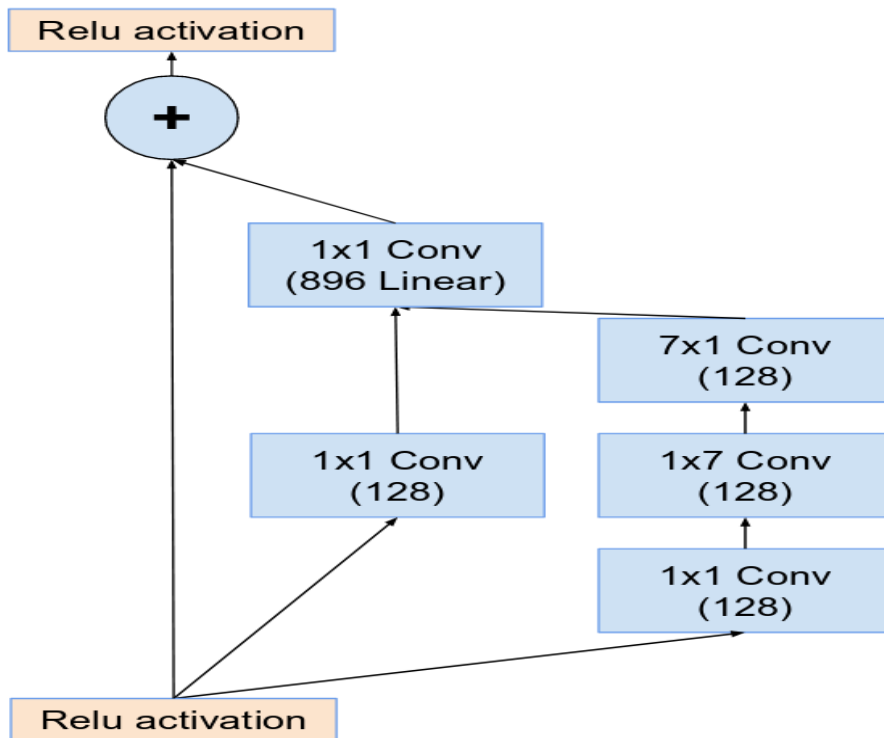 Relu activation
+
1x1 Conv
(896 Linear)
7x1 Conv
(128)
1x1 Conv
(128)
1x7 Conv
(128)
1x1 Conv
(128)
Relu activation